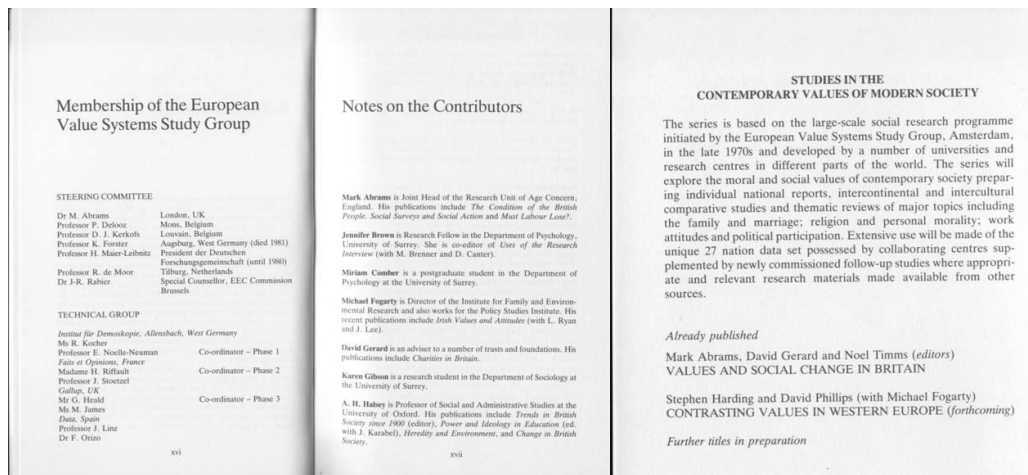 Membership of the European
Value Systems Study Group
STEERING COMMITTEE
Dr M. Abrams London, UK
Professor P. Delooz Mons, Belgium
Professor D. J. Kerkofs Louvain, Belgium
Professor K. Forster Augsburg, West Germany (died 1981)
Professor H. Maier-Leibnitz President der Deutschen
Forschungsgemeinschaft (until 1980)
Professor R. de Moor Tilburg, Netherlands
Dr J-R. Rabier Special Counsellor, EEC Commission
Brussels
TECHNICAL GROUP
Institut für Demoskopie, Allensbach, West Germany
Ms R. Kocher
Professor E. Noelle-Neuman Co-ordinator – Phase 1
Faits et Opinions, France
Madame H. Riffault Co-ordinator – Phase 2
Professor J. Stoetzel
Gallup, UK
Mr G. Heald Co-ordinator – Phase 3
Ms M. James
Data, Spain
Professor J. Linz
Dr F. Orizo
xvi
Notes on the Contributors
Mark Abrams is Joint Head of the Research Unit of Age Concern,
England. His publications include The Condition of the British
People. Social Surveys and Social Action and Must Labour Lose?.
Jennifer Brown is Research Fellow in the Department of Psychology,
University of Surrey. She is co-editor of Uses of the Research
Interview (with M. Brenner and D. Canter).
Miriam Comber is a postgraduate student in the Department of
Psychology at the University of Surrey.
Michael Fogarty is Director of the Institute for Family and Environ-
mental Research and also works for the Policy Studies Institute. His
recent publications include Irish Values and Attitudes (with L. Ryan
and J. Lee).
David Gerard is an adviser to a number of trusts and foundations. His
publications include Charities in Britain.
Karen Gibson is a research student in the Department of Sociology at
the University of Surrey.
A. H. Halsey is Professor of Social and Administrative Studies at the
University of Oxford. His publications include Trends in British
Society since 1900 (editor), Power and Ideology in Education (ed.
with J. Karabel), Heredity and Environment, and Change in British
Society.
xvii
STUDIES IN THE
CONTEMPORARY VALUES OF MODERN SOCIETY
The series is based on the large-scale social research programme
initiated by the European Value Systems Study Group, Amsterdam,
in the late 1970s and developed by a number of universities and
research centres in different parts of the world. The series will
explore the moral and social values of contemporary society prepar-
ing individual national reports, intercontinental and intercultural
comparative studies and thematic reviews of major topics including
the family and marriage; religion and personal morality; work
attitudes and political participation. Extensive use will be made of the
unique 27 nation data set possessed by collaborating centres sup-
plemented by newly commissioned follow-up studies where appropri-
ate and relevant research materials made available from other
sources.
Already published
Mark Abrams, David Gerard and Noel Timms (editors)
VALUES AND SOCIAL CHANGE IN BRITAIN
Stephen Harding and David Phillips (with Michael Fogarty)
CONTRASTING VALUES IN WESTERN EUROPE (forthcoming)
Further titles in preparation